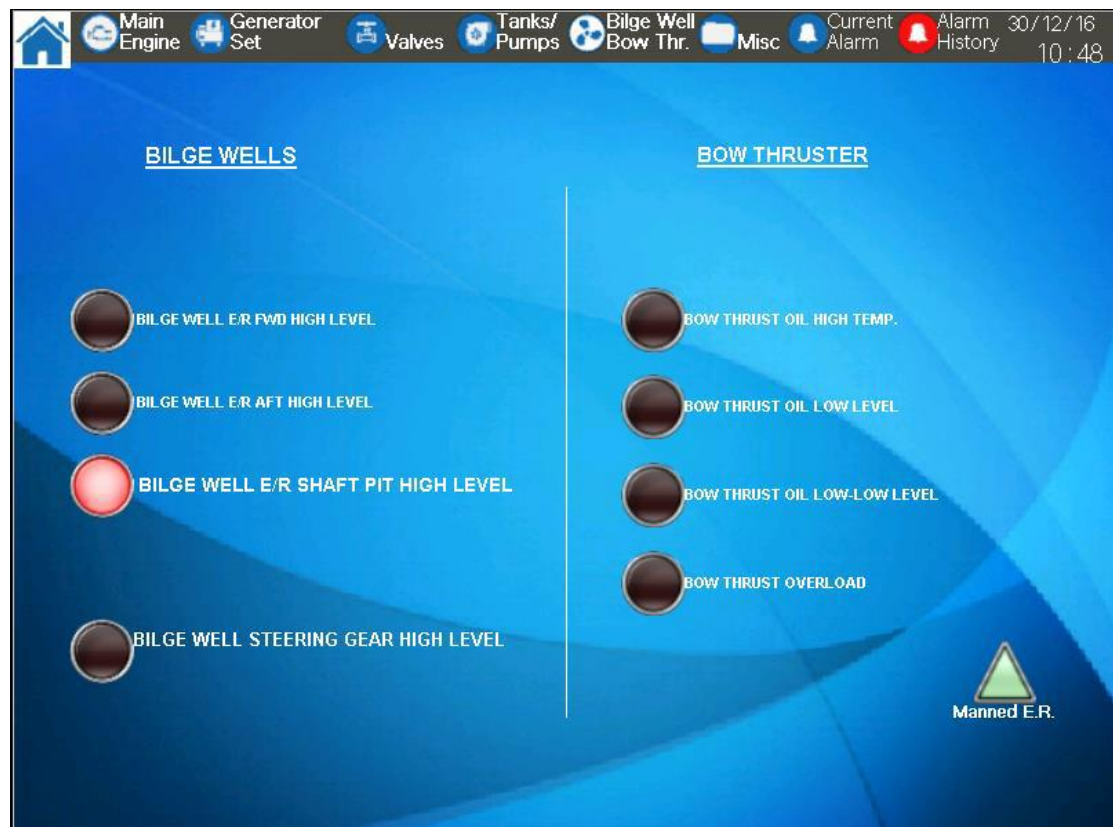 Main Engine
Generator Set
Valves
Tanks/ Pumps
Bilge Well Bow Thr.
Misc
Current Alarm
Alarm History
30/12/16
10:48
BILGE WELLS
BILGE WELL E/R FWD HIGH LEVEL
BILGE WELL E/R AFT HIGH LEVEL
BILGE WELL E/R SHAFT PIT HIGH LEVEL
BILGE WELL STEERING GEAR HIGH LEVEL
BOW THRUSTER
BOW THRUST OIL HIGH TEMP.
BOW THRUST OIL LOW LEVEL
BOW THRUST OIL LOW-LOW LEVEL
BOW THRUST OVERLOAD
Manned E.R.